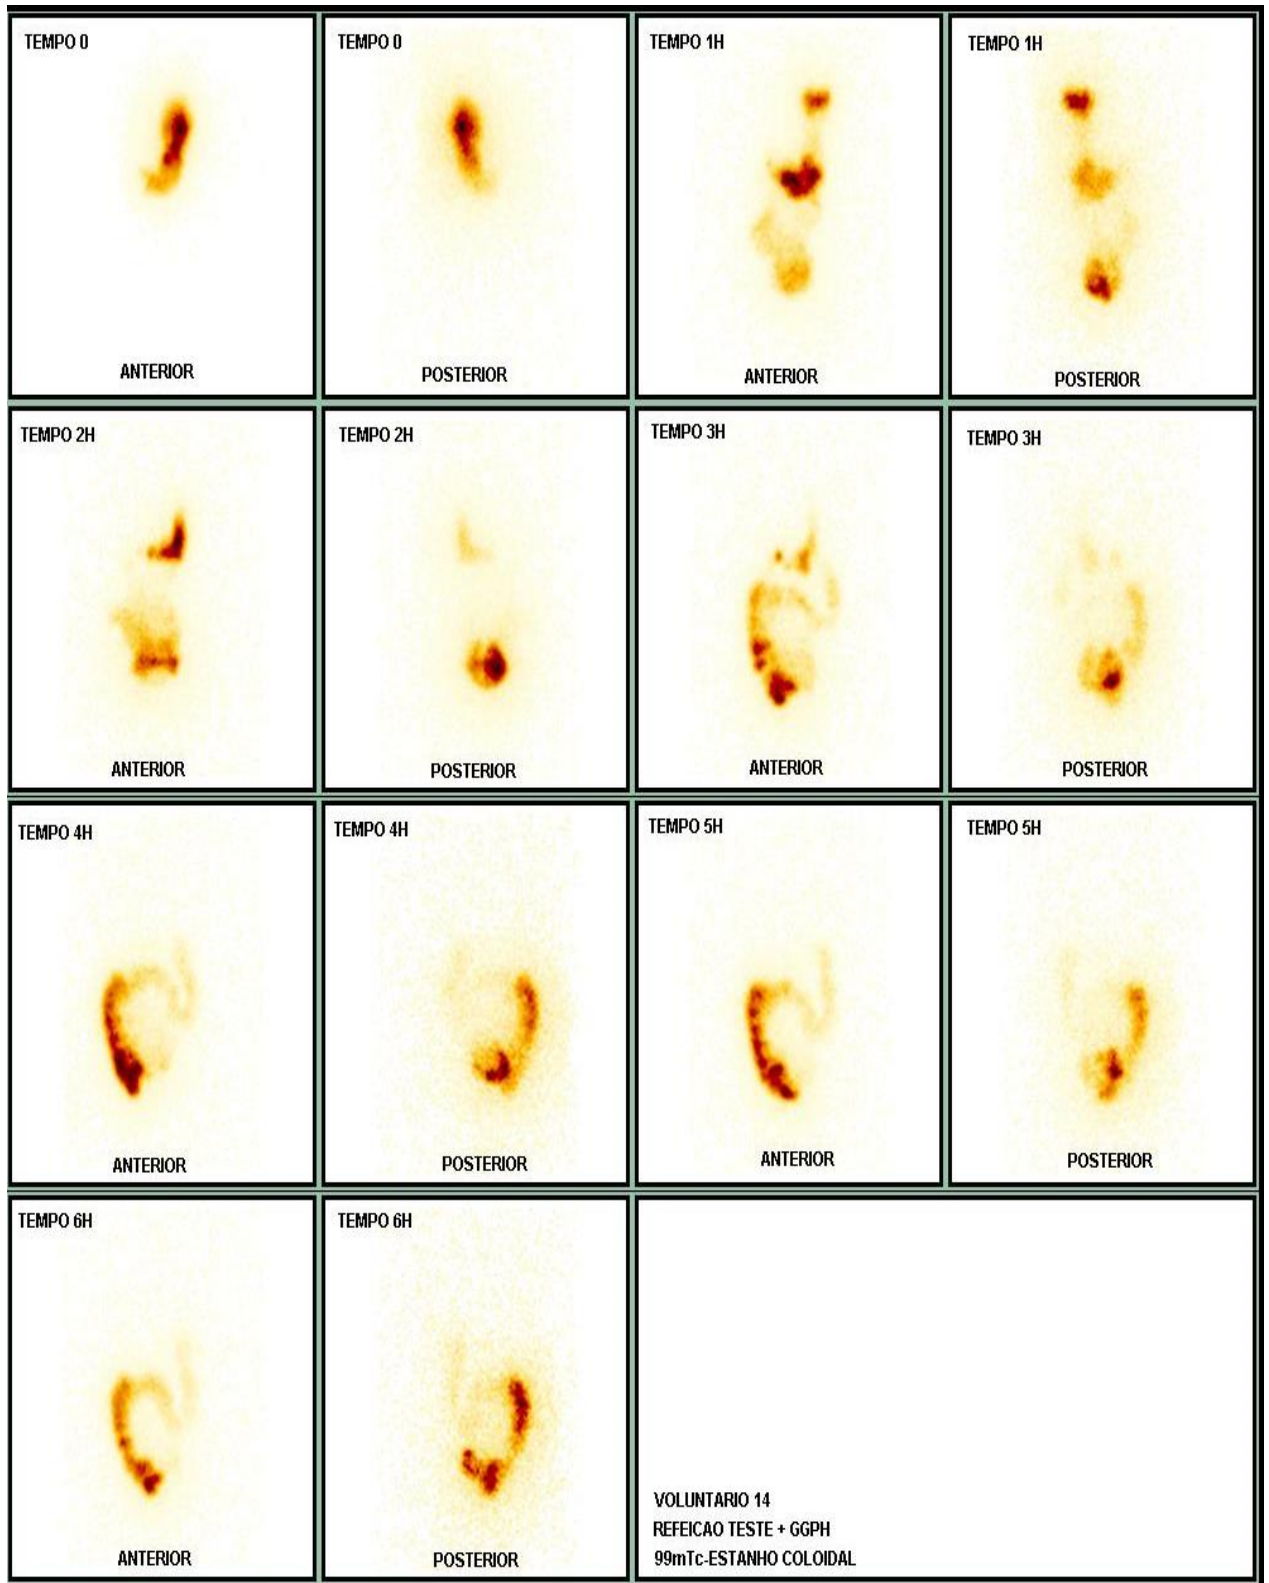 TEMPO 0
TEMPO 0
TEMPO 1H
TEMPO 1H
ANTERIOR
POSTERIOR
ANTERIOR
POSTERIOR
TEMPO 2H
TEMPO 2H
TEMPO 3H
TEMPO 3H
ANTERIOR
POSTERIOR
ANTERIOR
POSTERIOR
TEMPO 4H
TEMPO 4H
TEMPO 5H
TEMPO 5H
ANTERIOR
POSTERIOR
ANTERIOR
POSTERIOR
TEMPO 6H
TEMPO 6H
ANTERIOR
POSTERIOR
VOLUNTARIO 14
REFEICAO TESTE + GGPH
99mTc-ESTANHO COLOIDAL